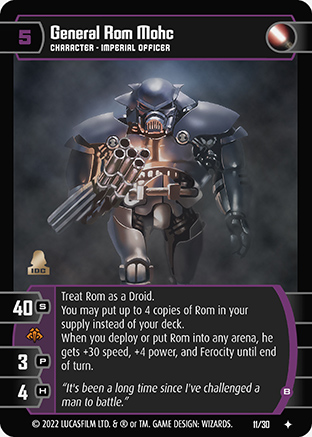 5
General Rom Mohc
CHARACTER - IMPERIAL OFFICER
IDC
40 S
3 P
4 H
Treat Rom as a Droid.
You may put up to 4 copies of Rom in your
supply instead of your deck.
When you deploy or put Rom into any arena, he
gets +30 speed, +4 power, and Ferocity until end
of turn.
"It's been a long time since I've challenged a
man to battle."
B
© 2022 LUCASFILM LTD. & ® OR TM. GAME DESIGN: WIZARDS.
11/30